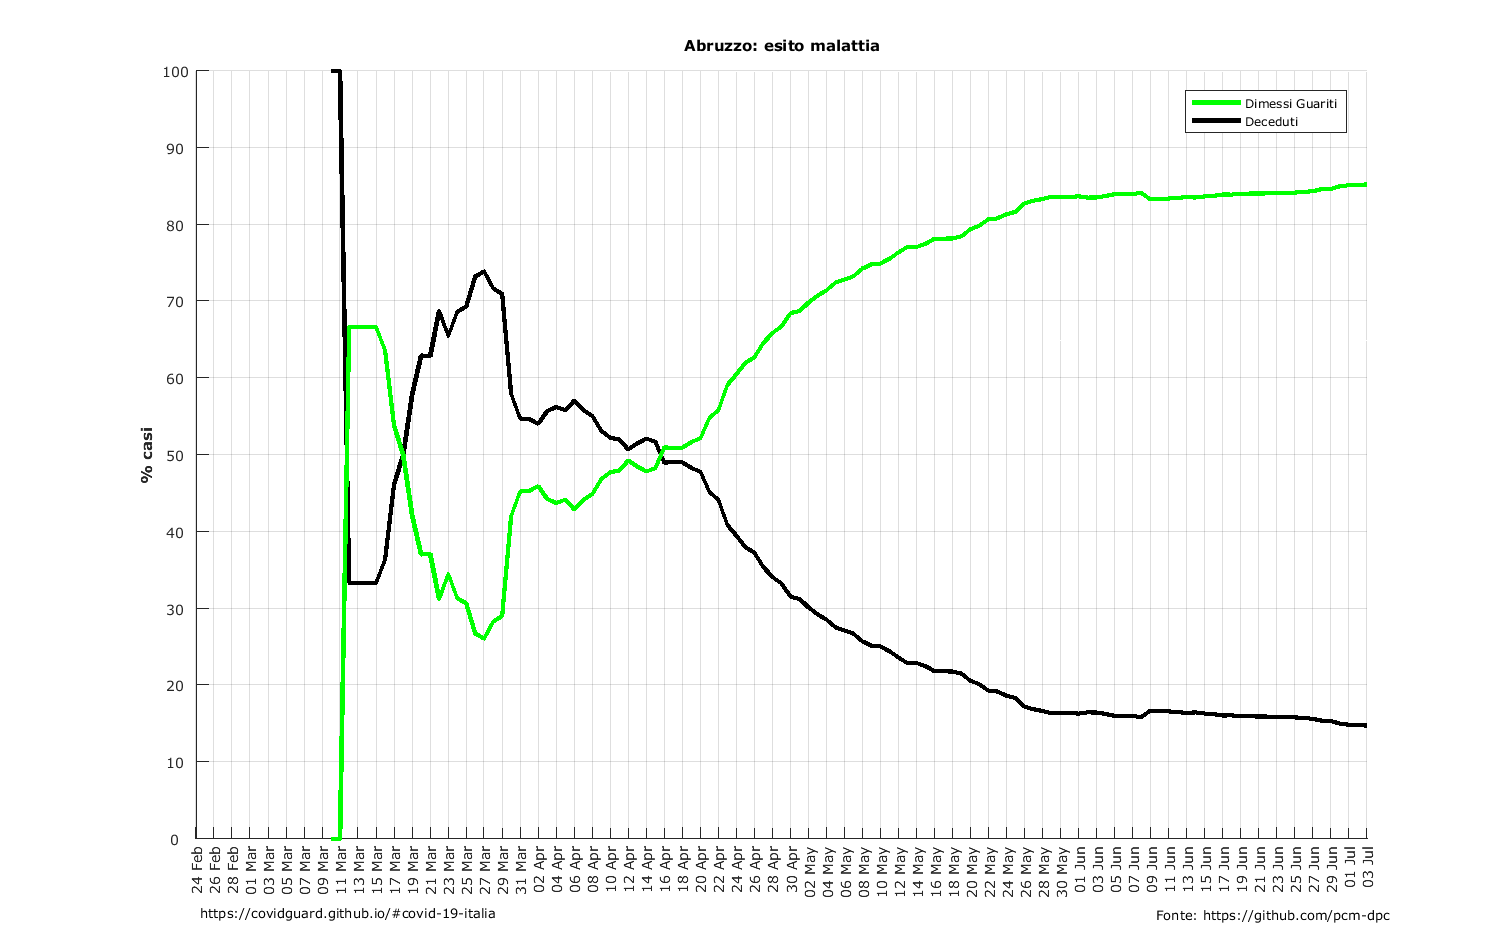 Abruzzo: esito malattia
Dimessi Guariti
Deceduti
% casi
100
90
80
70
60
50
40
30
20
10
0
24 Feb
26 Feb
28 Feb
01 Mar
03 Mar
05 Mar
07 Mar
09 Mar
11 Mar
13 Mar
15 Mar
17 Mar
19 Mar
21 Mar
23 Mar
25 Mar
27 Mar
29 Mar
31 Mar
02 Apr
04 Apr
06 Apr
08 Apr
10 Apr
12 Apr
14 Apr
16 Apr
18 Apr
20 Apr
22 Apr
24 Apr
26 Apr
28 Apr
30 Apr
02 May
04 May
06 May
08 May
10 May
12 May
14 May
16 May
18 May
20 May
22 May
24 May
26 May
28 May
30 May
01 Jun
03 Jun
05 Jun
07 Jun
09 Jun
11 Jun
13 Jun
15 Jun
17 Jun
19 Jun
21 Jun
23 Jun
25 Jun
27 Jun
29 Jun
01 Jul
03 Jul
https://covidguard.github.io/#covid-19-italia
Fonte: https://github.com/pcm-dpc